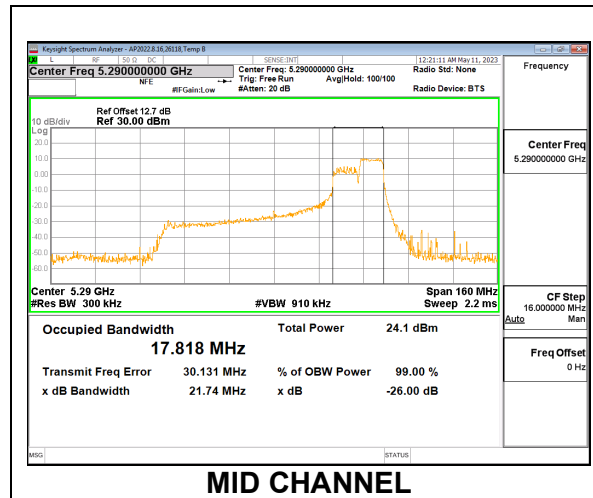 Keysight Spectrum Analyzer - AP2022.8.16,26118,Temp B
L RF 50 Ω DC SENSE:INT 12:21:11 AM May 11, 2023
Center Freq 5.290000000 GHz Center Freq: 5.290000000 GHz Radio Std: None Frequency
NFE Trig: Free Run Avg|Hold: 100/100
#IFGain:Low #Atten: 20 dB Radio Device: BTS
Ref Offset 12.7 dB
10 dB/div Ref 30.00 dBm
Log
20.0
10.0
0.00
-10.0
-20.0
-30.0
-40.0
-50.0
-60.0
Center Freq
5.290000000 GHz
Center 5.29 GHz Span 160 MHz
#Res BW 300 kHz #VBW 910 kHz Sweep 2.2 ms
CF Step
16.000000 MHz
Auto Man
Occupied Bandwidth Total Power 24.1 dBm
17.818 MHz
Transmit Freq Error 30.131 MHz % of OBW Power 99.00 %
x dB Bandwidth 21.74 MHz x dB -26.00 dB
Freq Offset
0 Hz
MSG STATUS
MID CHANNEL